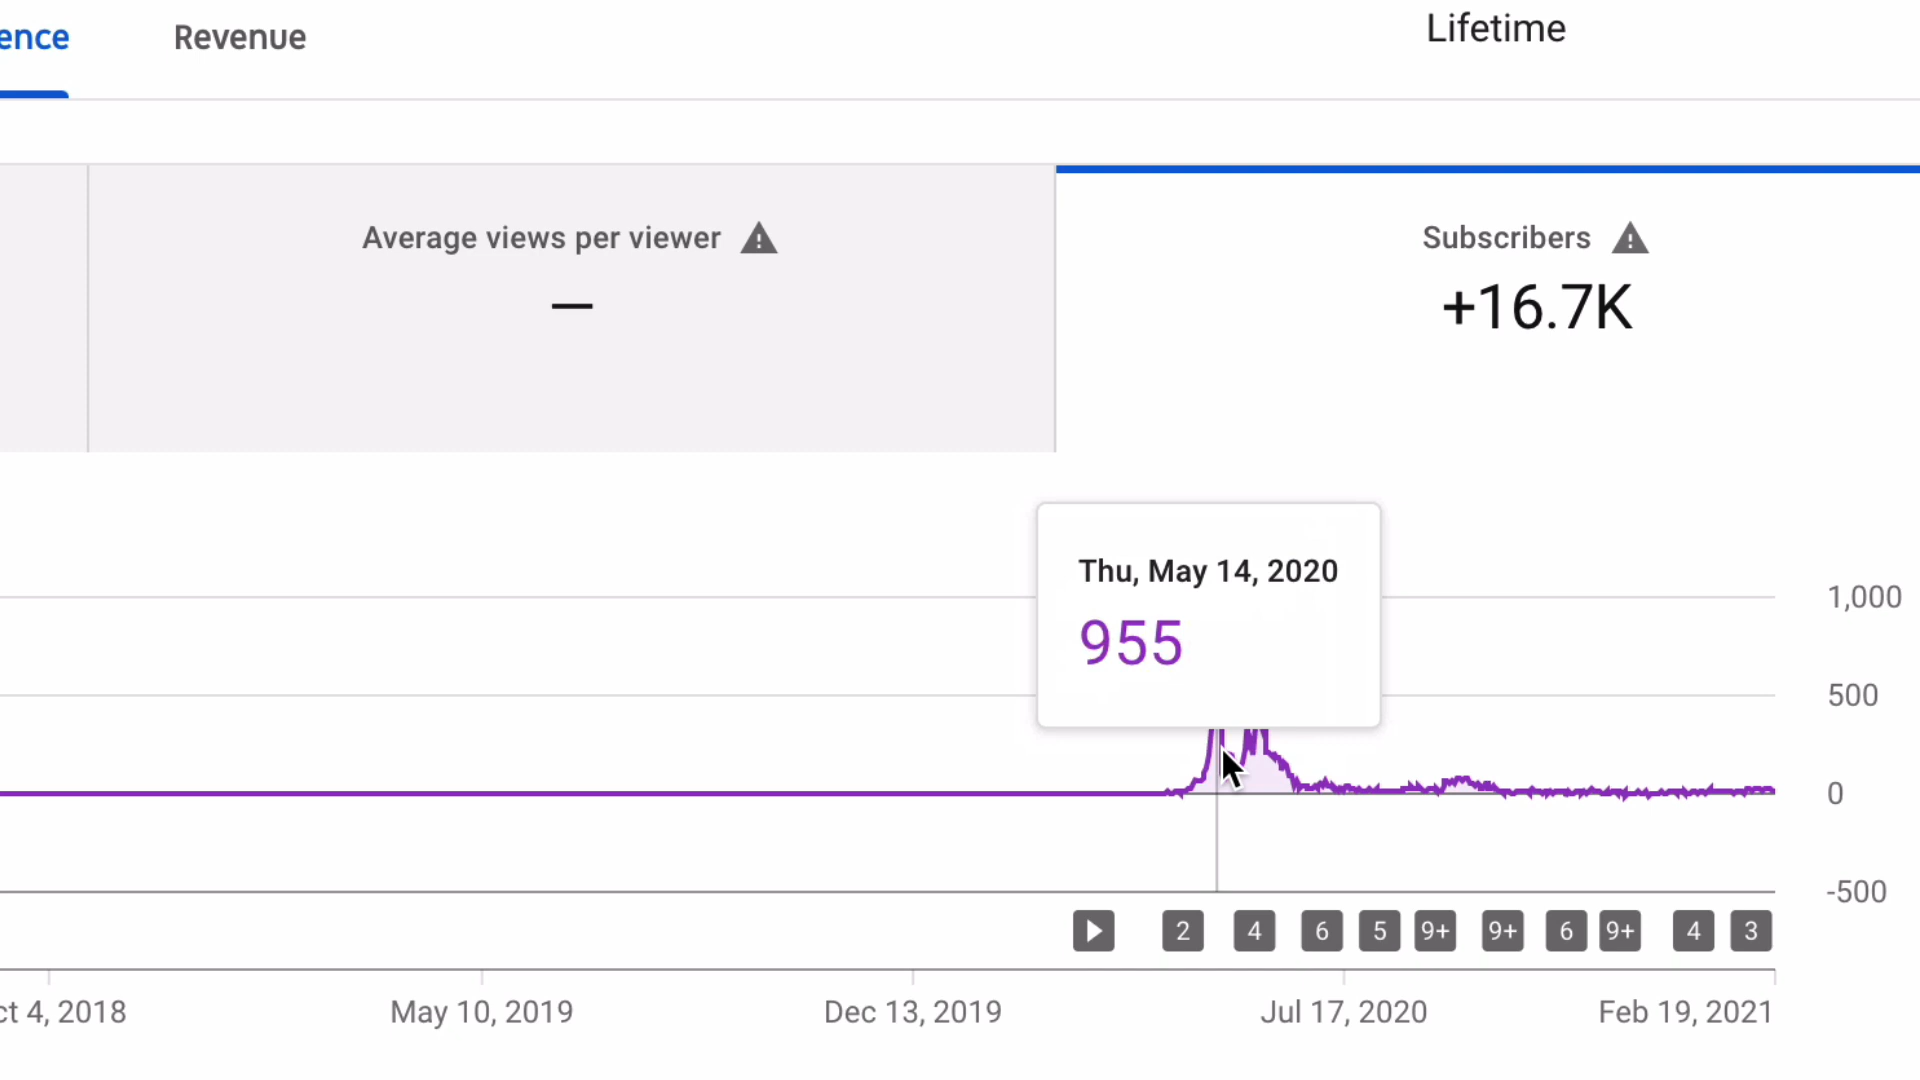 ence Revenue Lifetime
Average views per viewer Subscribers
— +16.7K
Thu, May 14, 2020
955
1,000
500
0
-500
2 4 6 5 9+ 9+ 6 9+ 4 3
ct 4, 2018 May 10, 2019 Dec 13, 2019 Jul 17, 2020 Feb 19, 2021